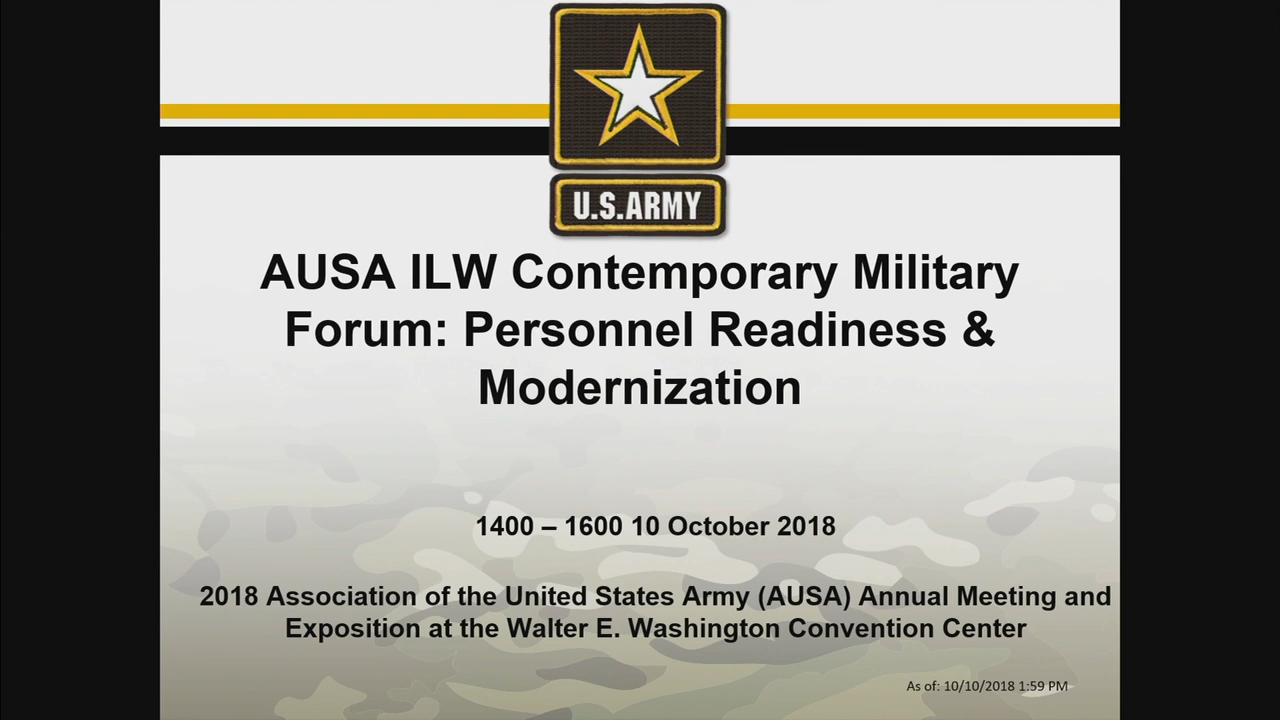 U.S.ARMY
AUSA ILW Contemporary Military
Forum: Personnel Readiness &
Modernization
1400 – 1600 10 October 2018
2018 Association of the United States Army (AUSA) Annual Meeting and
Exposition at the Walter E. Washington Convention Center
As of: 10/10/2018 1:59 PM